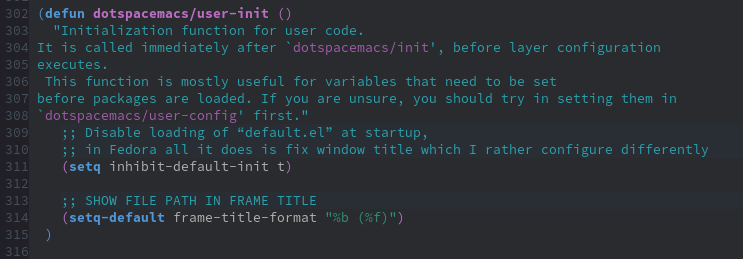 302 (defun dotspacemacs/user-init ()
303   "Initialization function for user code.
304 It is called immediately after `dotspacemacs/init', before layer configuration
305 executes.
306  This function is mostly useful for variables that need to be set
307 before packages are loaded. If you are unsure, you should try in setting them in
308 `dotspacemacs/user-config' first."
309    ;; Disable loading of “default.el” at startup,
310    ;; in Fedora all it does is fix window title which I rather configure differently
311    (setq inhibit-default-init t)
312
313    ;; SHOW FILE PATH IN FRAME TITLE
314    (setq-default frame-title-format "%b (%f)")
315  )
316